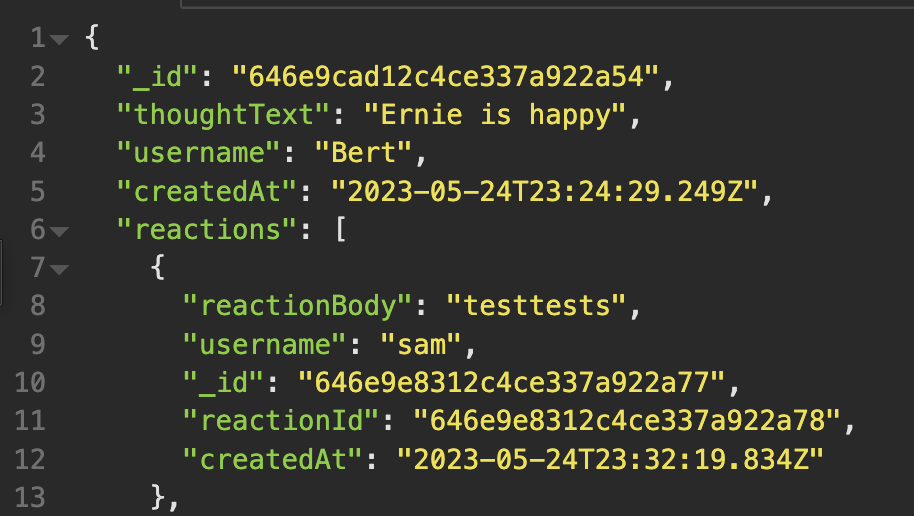 1 {
2 "_id": "646e9cad12c4ce337a922a54",
3 "thoughtText": "Ernie is happy",
4 "username": "Bert",
5 "createdAt": "2023-05-24T23:24:29.249Z",
6 "reactions": [
7 {
8 "reactionBody": "testtests",
9 "username": "sam",
10 "_id": "646e9e8312c4ce337a922a77",
11 "reactionId": "646e9e8312c4ce337a922a78",
12 "createdAt": "2023-05-24T23:32:19.834Z"
13 },